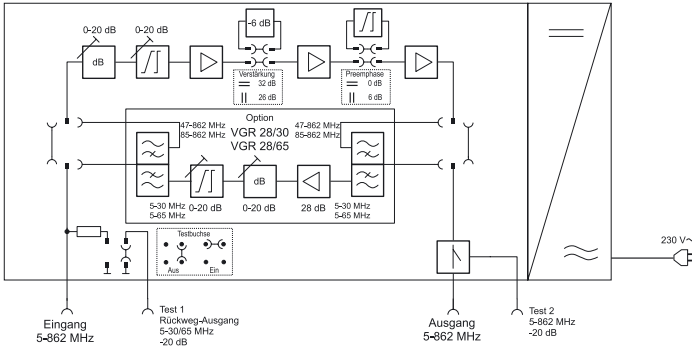 -6 dB
0-20 dB
0-20 dB
dB
Verstärkung
32 dB
26 dB
Preemphase
0 dB
6 dB
Option
47-862 MHz
85-862 MHz
VGR 28/30
VGR 28/65
47-862 MHz
85-862 MHz
dB
5-30 MHz
5-65 MHz
0-20 dB
0-20 dB
28 dB
5-30 MHz
5-65 MHz
Testbuchse
Aus
Ein
230 V~
Eingang
5-862 MHz
Test 1
Rückweg-Ausgang
5-30/65 MHz
-20 dB
Ausgang
5-862 MHz
Test 2
5-862 MHz
-20 dB